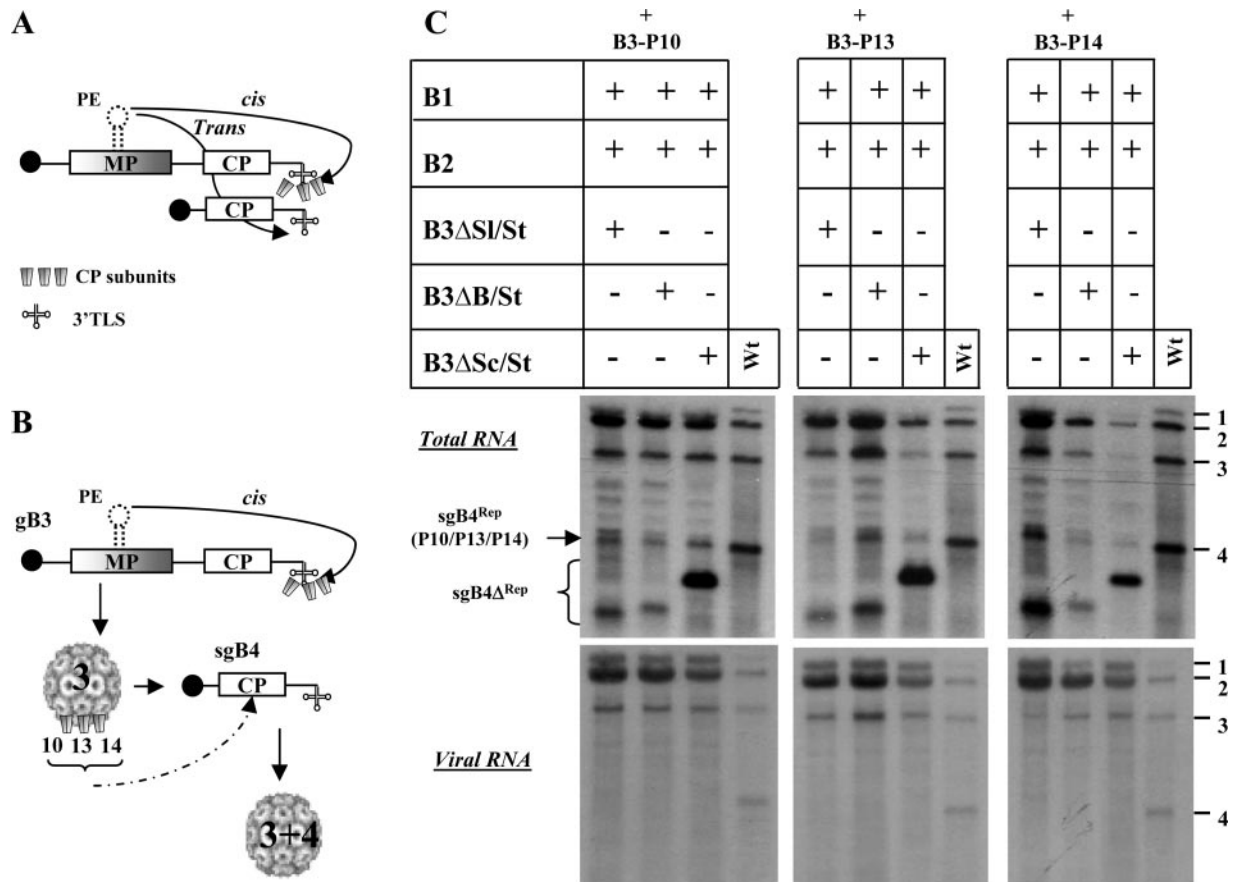 A
PE
cis
Trans
MP
CP
CP
CP subunits
3'TLS
B
PE
cis
gB3
MP
CP
3
sgB4
CP
10 13 14
3+4
C
+ + +
B3-P10 B3-P13 B3-P14
B1 + + + + + + + + +
B2 + + + + + + + + +
B3ΔSl/St + - - + - - + - -
B3ΔB/St - + - - + - - + -
B3ΔSc/St - - + Wt - - + Wt - - + Wt
Total RNA
1
2
3
sgB4Rep
(P10/P13/P14)
4
sgB4ΔRep
Viral RNA
1
2
3
4